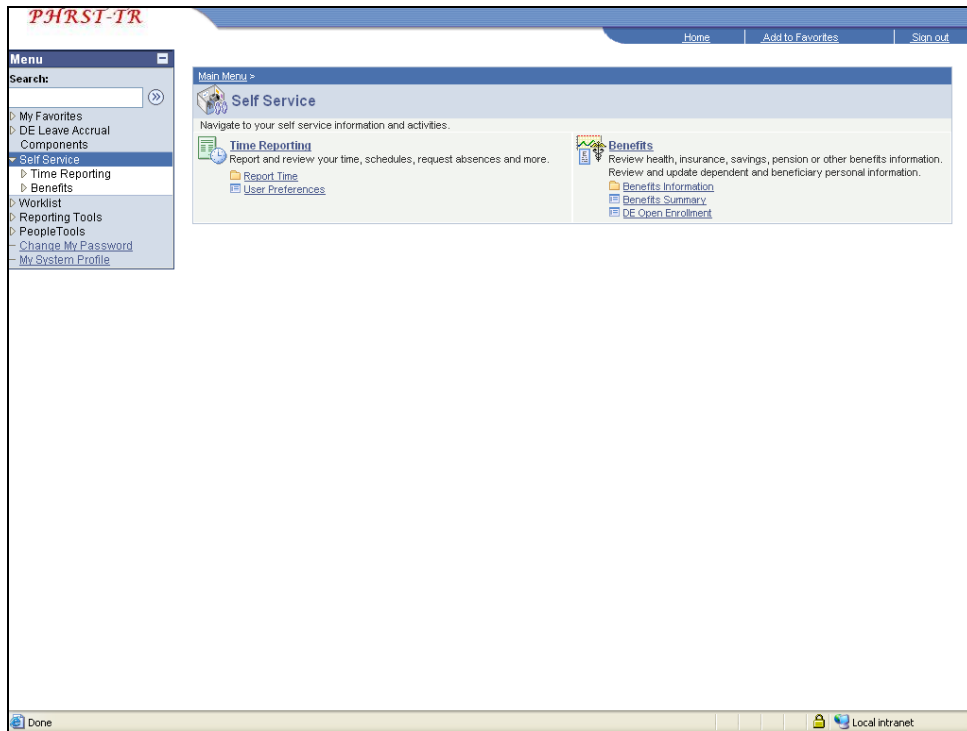 PHRST-TR
Home Add to Favorites Sign out
Menu
Search:
My Favorites
DE Leave Accrual
Components
Self Service
Time Reporting
Benefits
Worklist
Reporting Tools
PeopleTools
Change My Password
My System Profile
Main Menu >
Self Service
Navigate to your self service information and activities.
Time Reporting
Report and review your time, schedules, request absences and more.
Report Time
User Preferences
Benefits
Review health, insurance, savings, pension or other benefits information.
Review and update dependent and beneficiary personal information.
Benefits Information
Benefits Summary
DE Open Enrollment
Done
Local intranet